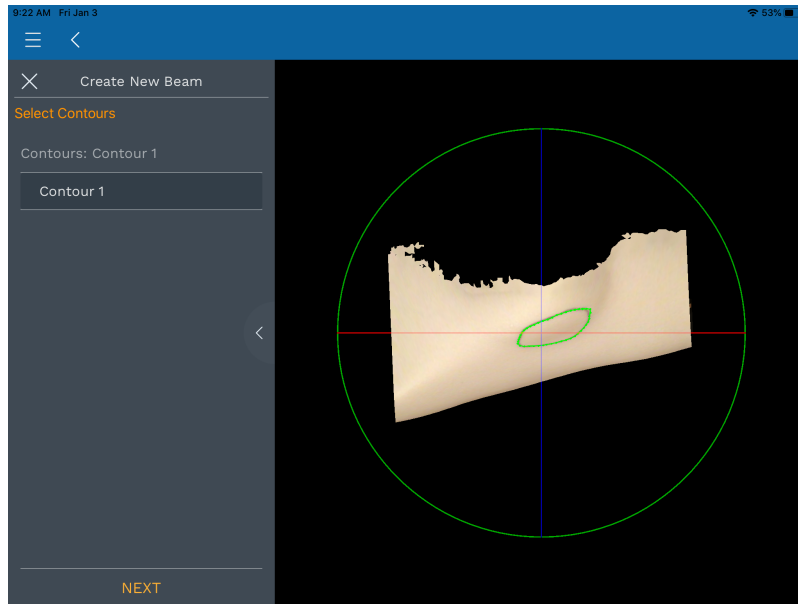 9:22 AM Fri Jan 3
53%
Create New Beam
Select Contours
Contours: Contour 1
Contour 1
NEXT